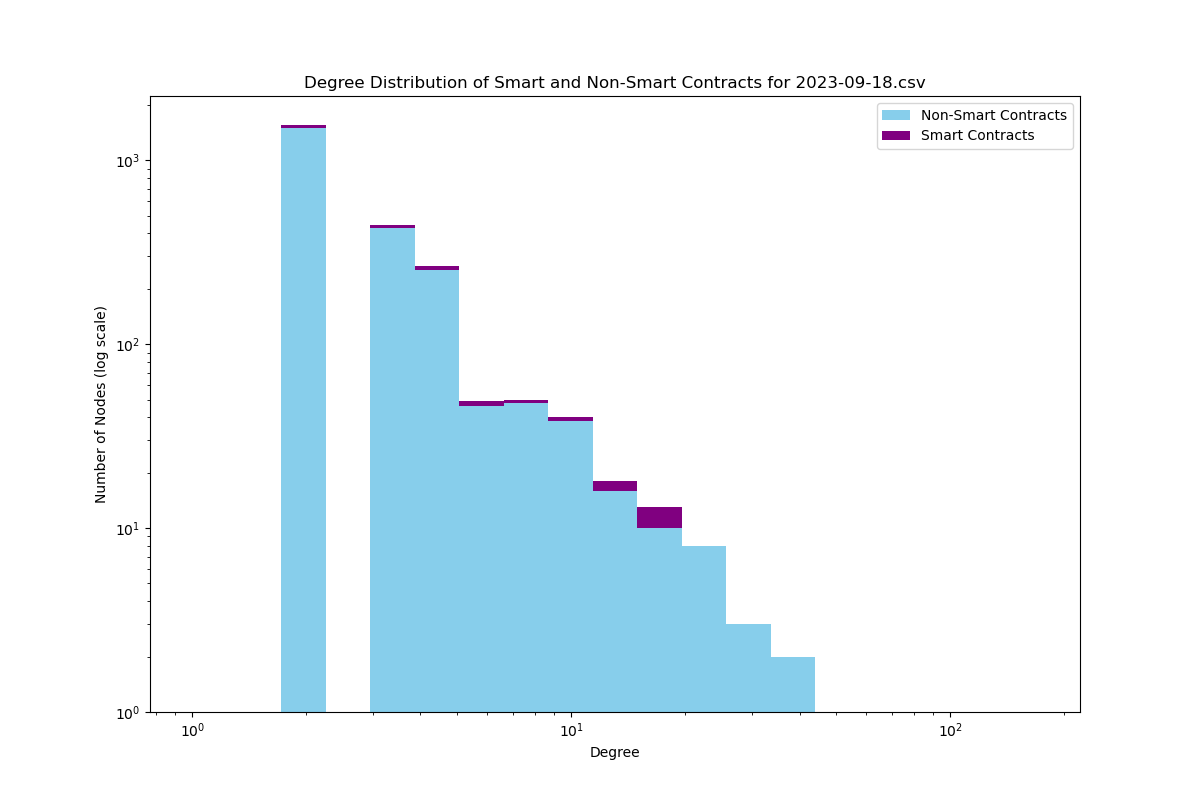 Degree Distribution of Smart and Non-Smart Contracts for 2023-09-18.csv
Non-Smart Contracts
Smart Contracts
Number of Nodes (log scale)
10³
10²
10¹
10⁰
10⁰ 10¹ 10²
Degree